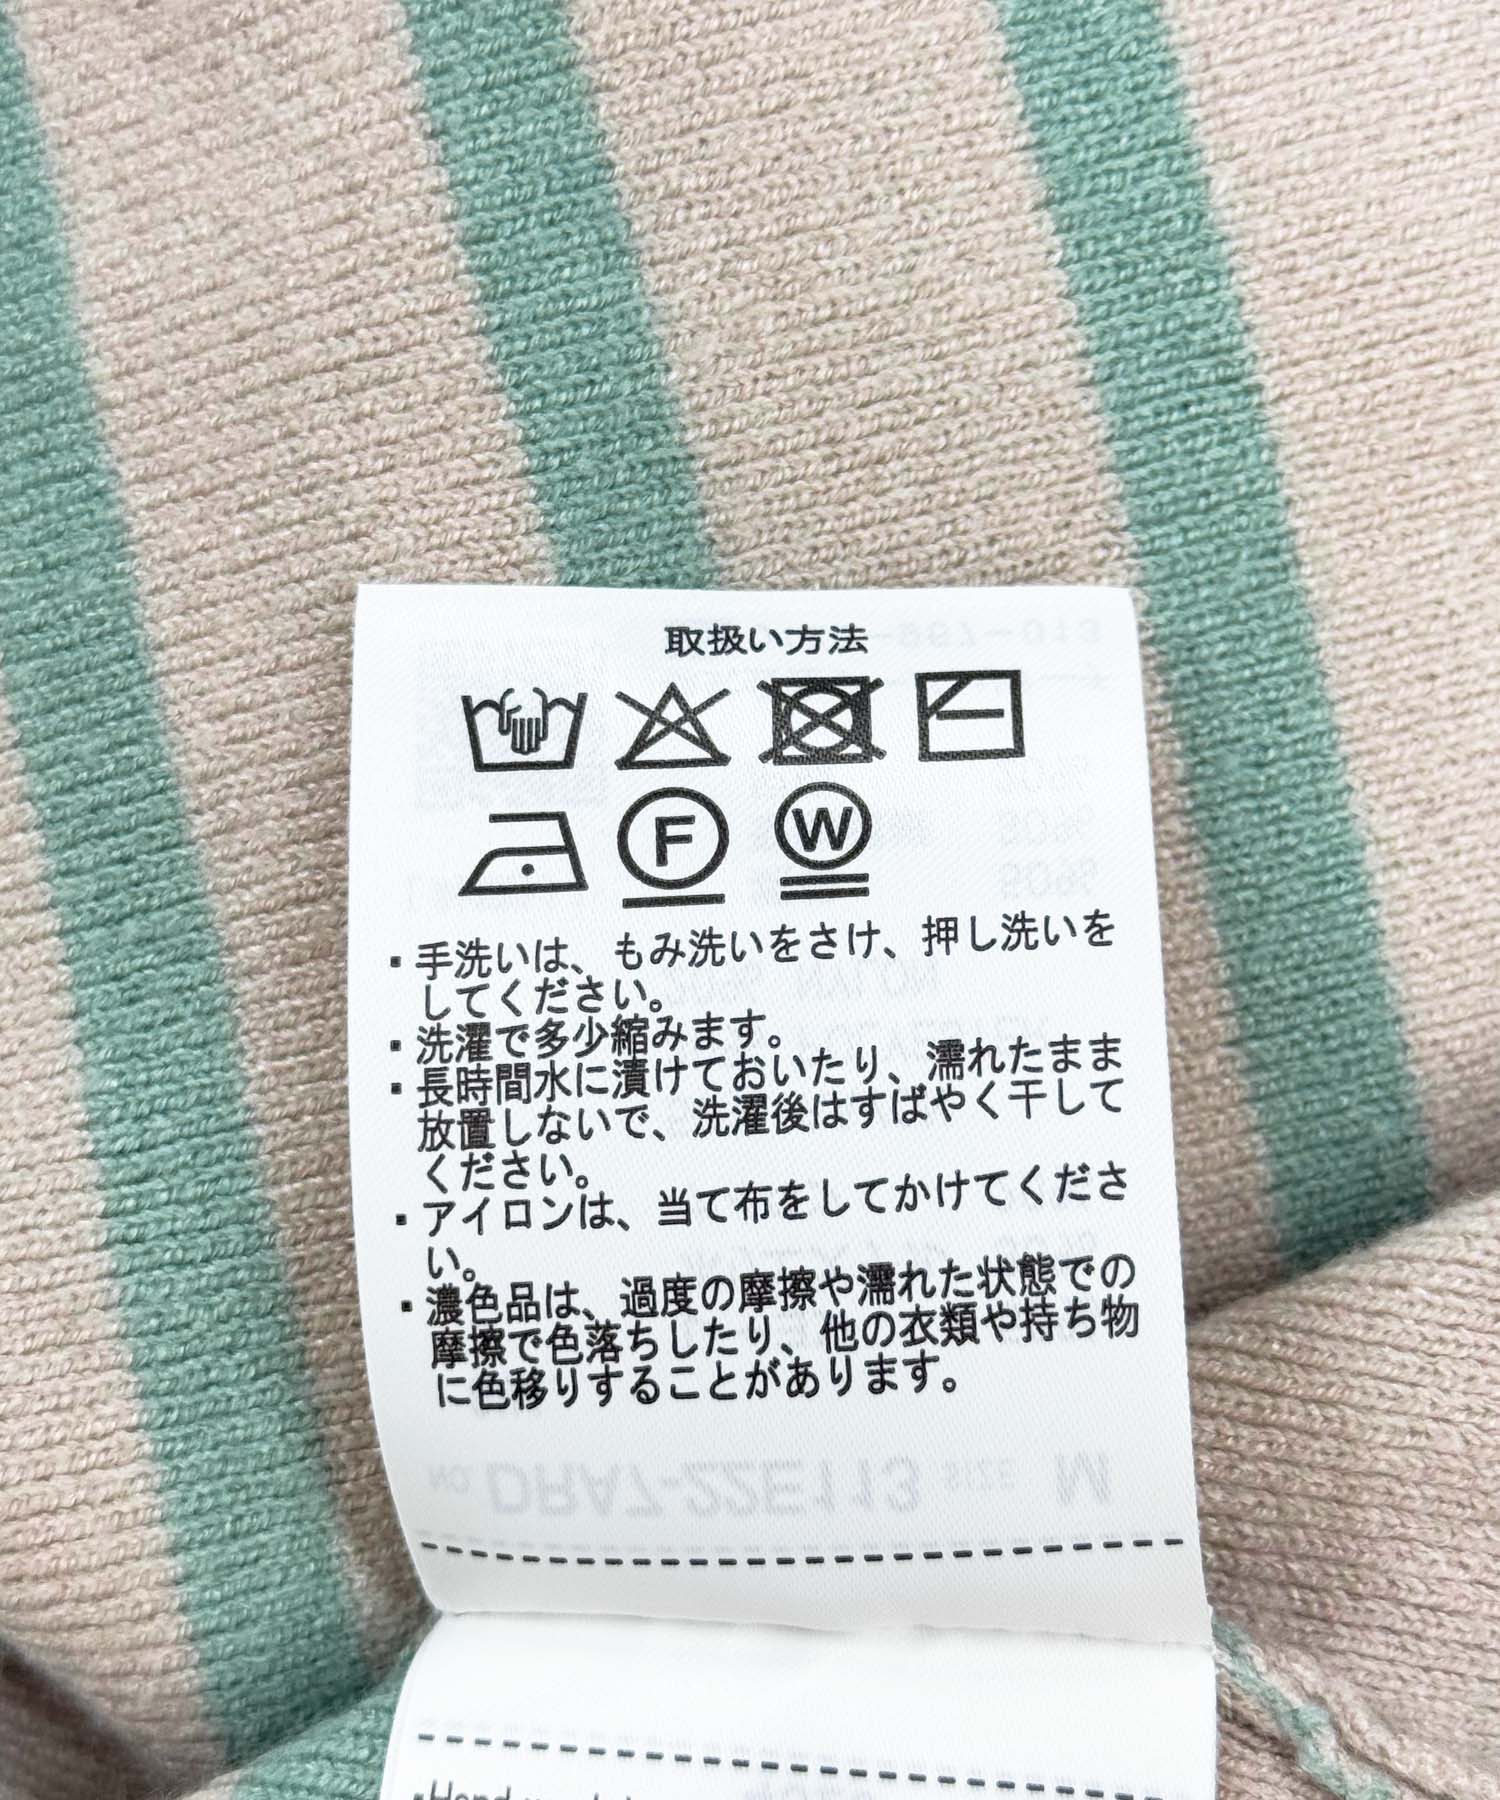 取扱い方法
F W
・手洗いは、もみ洗いをさけ、押し洗いを
してください。
・洗濯で多少縮みます。
・長時間水に漬けておいたり、濡れたまま
放置しないで、洗濯後はすばやく干して
ください。
・アイロンは、当て布をしてかけてくださ
い。
・濃色品は、過度の摩擦や濡れた状態での
摩擦で色落ちしたり、他の衣類や持ち物
に色移りすることがあります。
NO. DRA7-22E113 SIZE M